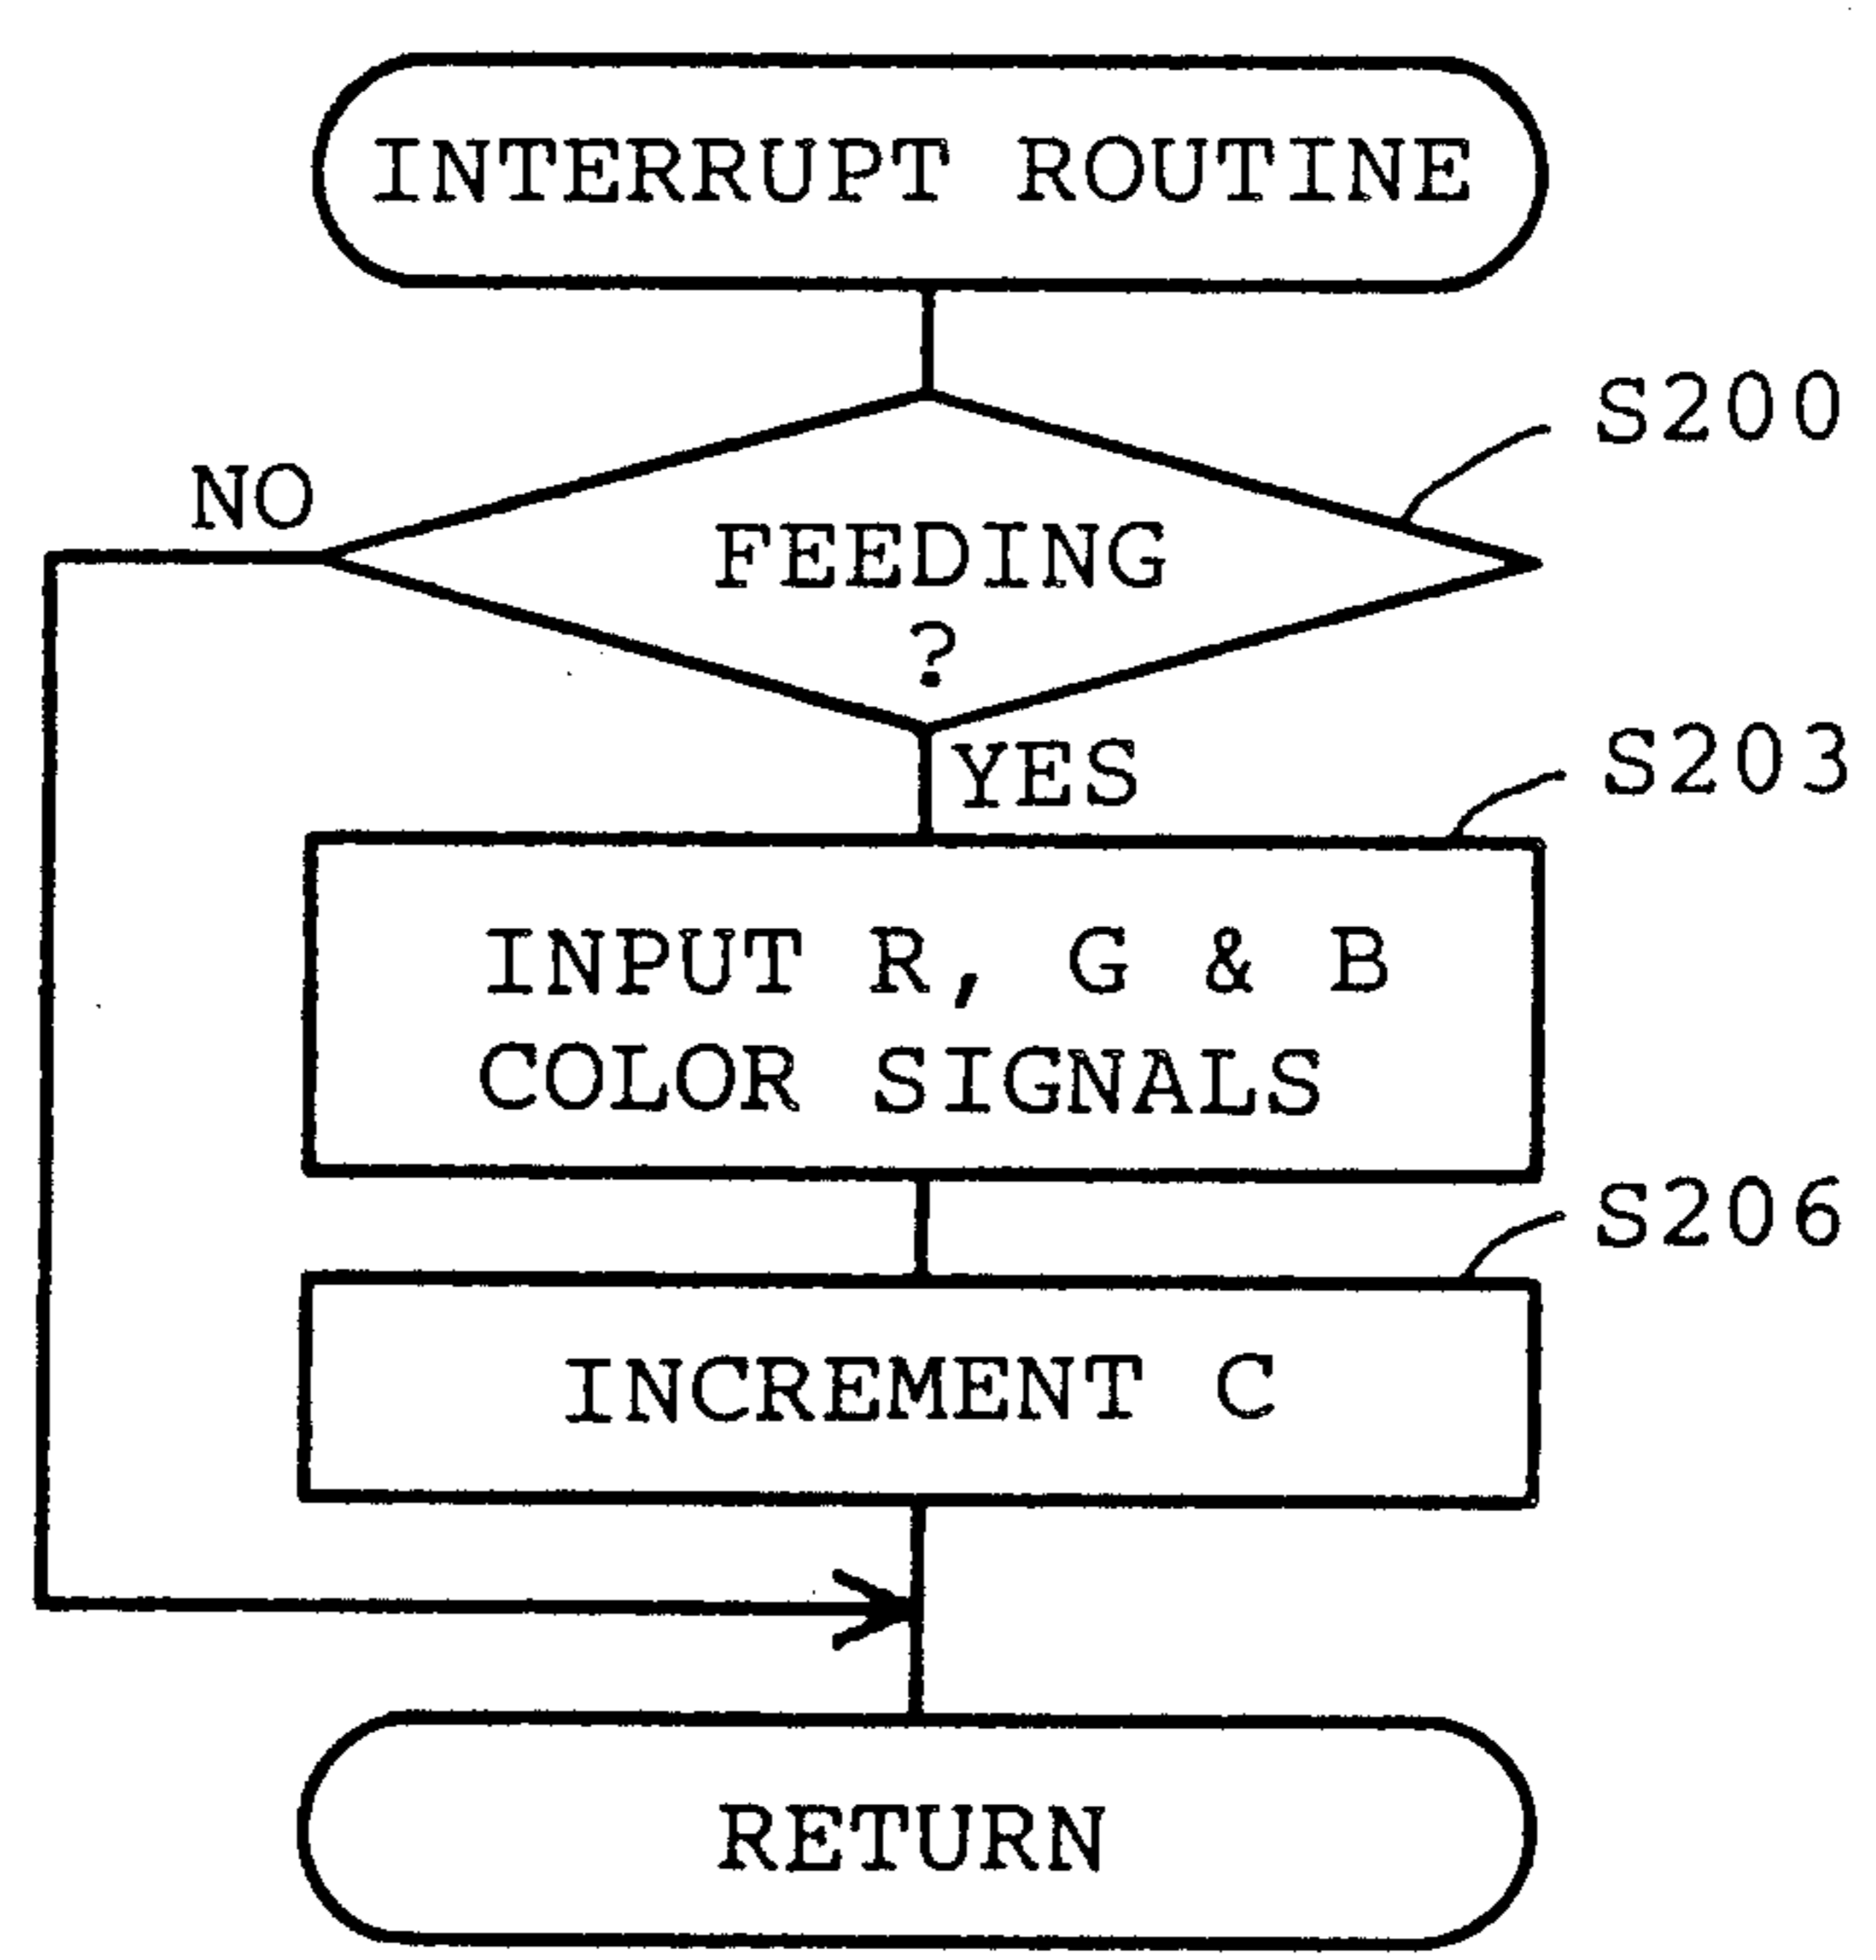 INTERRUPT ROUTINE
S200
NO
FEEDING
?
YES
S203
INPUT R, G & B
COLOR SIGNALS
S206
INCREMENT C
RETURN